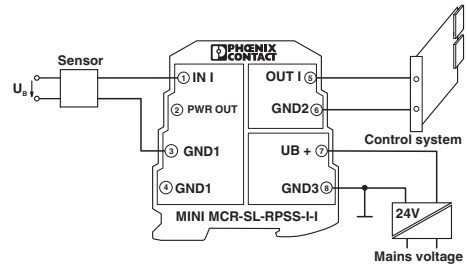 PHŒNIX
CONTACT
Sensor
UB
1 IN I
OUT I 5
2 PWR OUT
GND2 6
Control system
3 GND1
UB + 7
4 GND1
GND3 8
24V
MINI MCR-SL-RPSS-I-I
Mains voltage